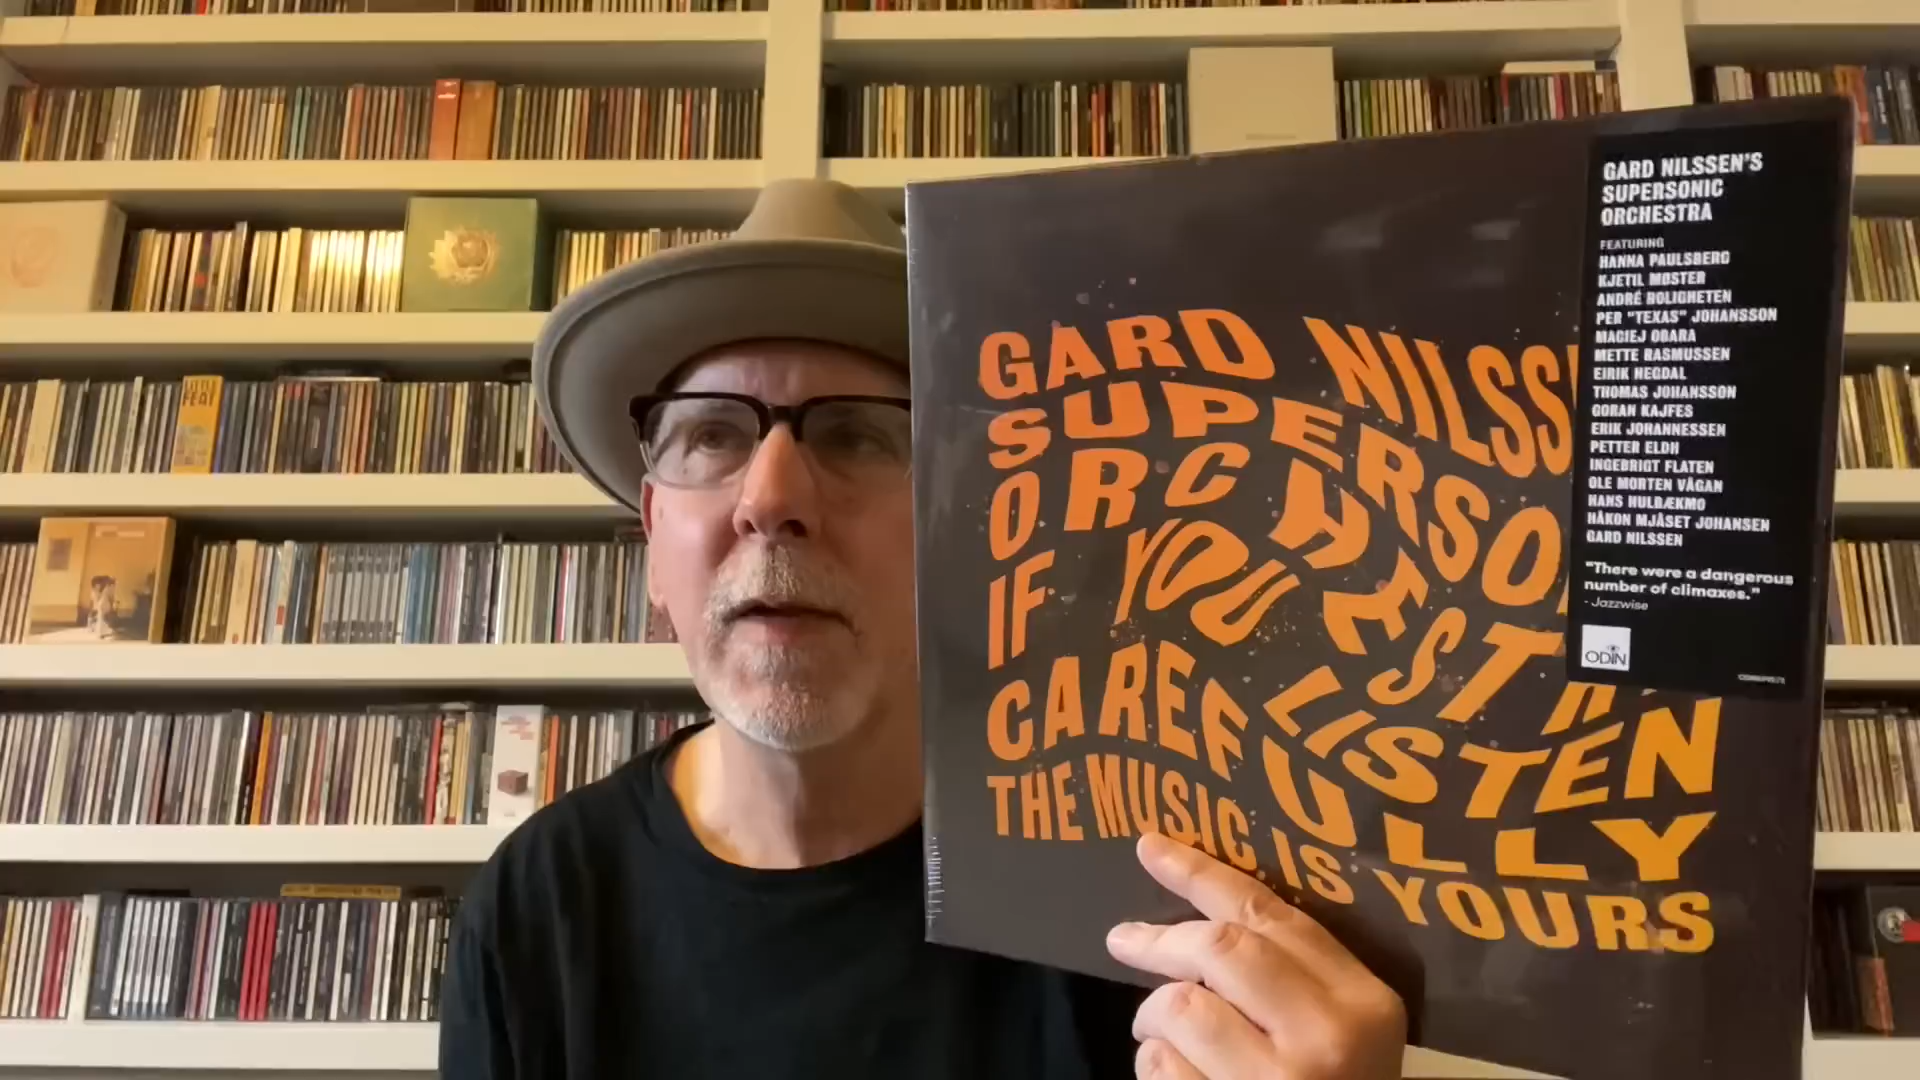 GARD NILSSEN'S
SUPERSONIC
ORCHESTRA
FEATURING
HANNA PAULSBERG
KJETIL MØSTER
ANDRÉ ROLIGHETEN
PER "TEXAS" JOHANSSON
MACIEJ OBARA
METTE RASMUSSEN
EIRIK HEGDAL
THOMAS JOHANSSON
GORAN KAJFES
ERIK JOHANNESSEN
PETTER ELDH
INGEBRIGT FLATEN
OLE MORTEN VÅGAN
HANS HULBÆKMO
HÅKON MJÅSET JOHANSEN
GARD NILSSEN
"There were a dangerous
number of climaxes."
- Jazzwise
ODIN
GARD NILSS
SUPERSO
ORCHESTRA
IF YOU LISTEN
CAREFULLY
THE MUSIC IS YOURS
LITTLE
FEAT